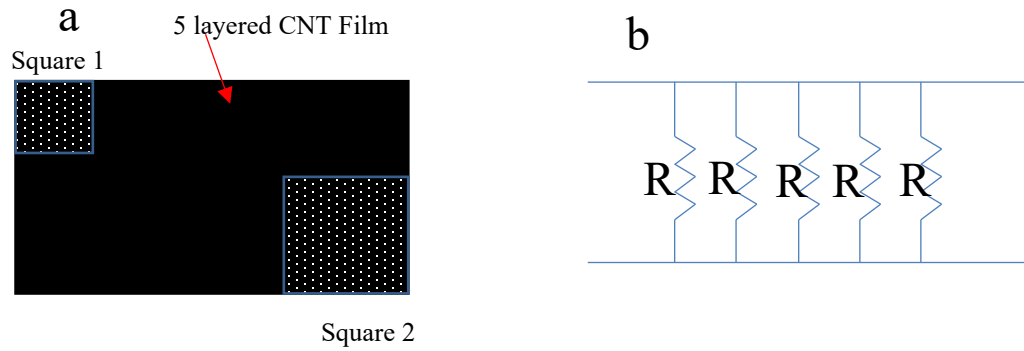 a
5 layered CNT Film
Square 1
Square 2
b
R R R R R